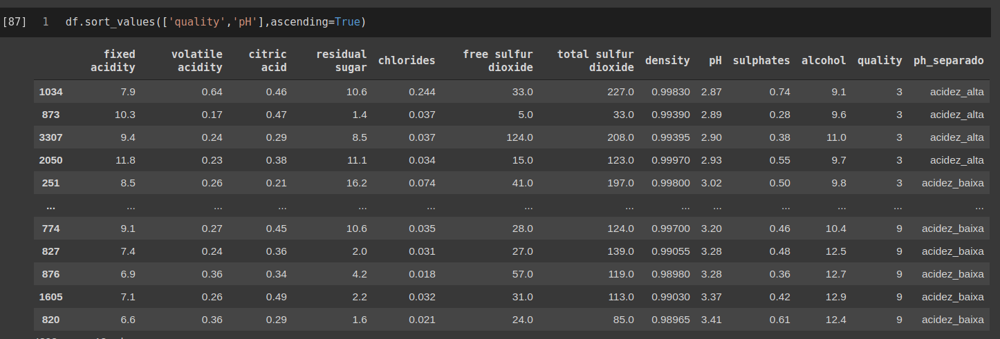 [87] 1 df.sort_values(['quality','pH'],ascending=True)
fixed acidity volatile acidity citric acid residual sugar chlorides free sulfur dioxide total sulfur dioxide density pH sulphates alcohol quality ph_separado
1034 7.9 0.64 0.46 10.6 0.244 33.0 227.0 0.99830 2.87 0.74 9.1 3 acidez_alta
873 10.3 0.17 0.47 1.4 0.037 5.0 33.0 0.99390 2.89 0.28 9.6 3 acidez_alta
3307 9.4 0.24 0.29 8.5 0.037 124.0 208.0 0.99395 2.90 0.38 11.0 3 acidez_alta
2050 11.8 0.23 0.38 11.1 0.034 15.0 123.0 0.99970 2.93 0.55 9.7 3 acidez_alta
251 8.5 0.26 0.21 16.2 0.074 41.0 197.0 0.99800 3.02 0.50 9.8 3 acidez_baixa
... ... ... ... ... ... ... ... ... ... ... ... ... ...
774 9.1 0.27 0.45 10.6 0.035 28.0 124.0 0.99700 3.20 0.46 10.4 9 acidez_baixa
827 7.4 0.24 0.36 2.0 0.031 27.0 139.0 0.99055 3.28 0.48 12.5 9 acidez_baixa
876 6.9 0.36 0.34 4.2 0.018 57.0 119.0 0.98980 3.28 0.36 12.7 9 acidez_baixa
1605 7.1 0.26 0.49 2.2 0.032 31.0 113.0 0.99030 3.37 0.42 12.9 9 acidez_baixa
820 6.6 0.36 0.29 1.6 0.021 24.0 85.0 0.98965 3.41 0.61 12.4 9 acidez_baixa